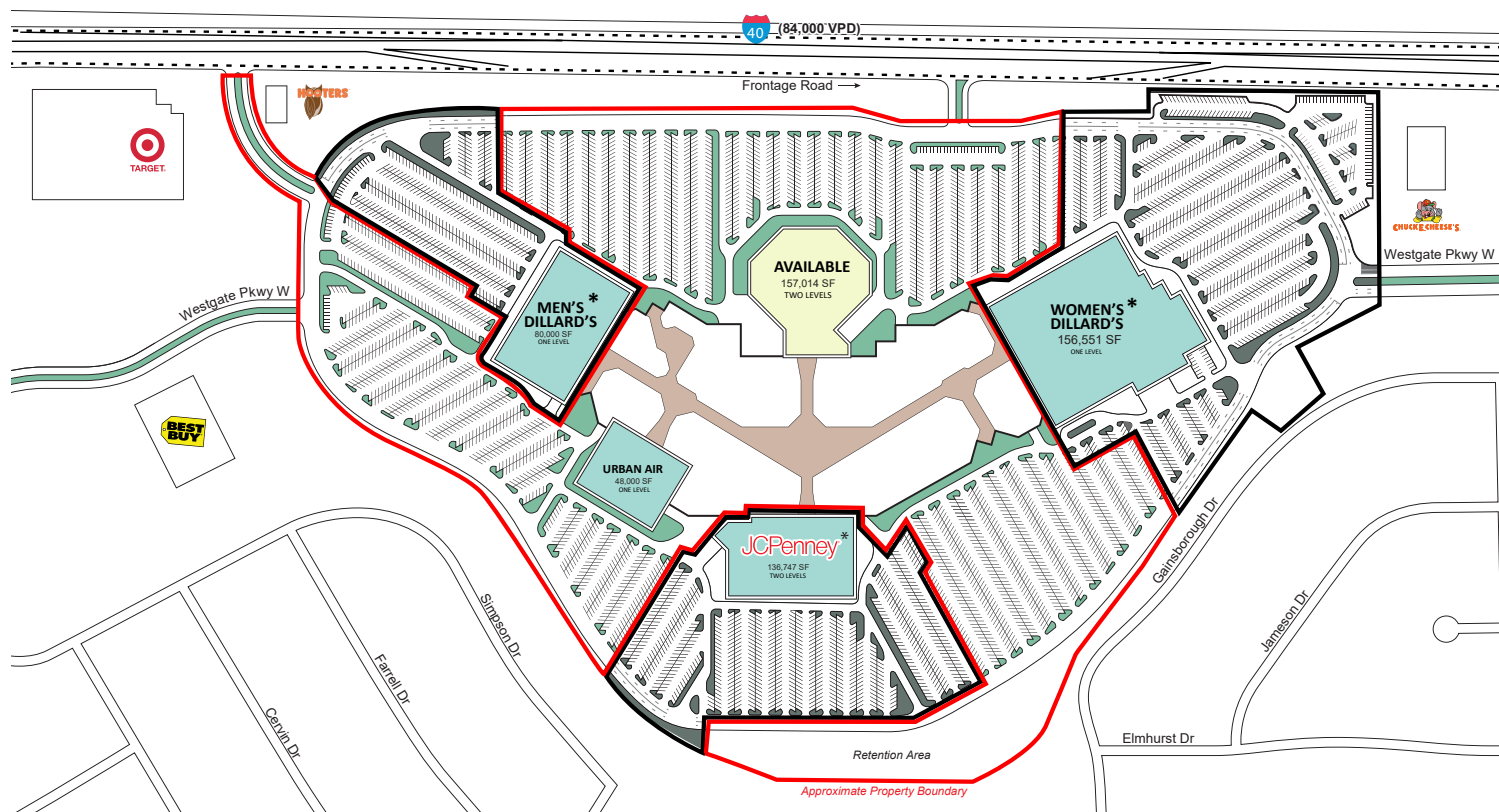 40
(84,000 VPD)
Frontage Road →
HOOTERS
TARGET.
CHUCK E. CHEESE'S
Westgate Pkwy W
Westgate Pkwy W
AVAILABLE
157,014 SF
TWO LEVELS
MEN'S *
DILLARD'S
80,000 SF
ONE LEVEL
WOMEN'S *
DILLARD'S
156,551 SF
ONE LEVEL
BEST
BUY
URBAN AIR
48,000 SF
ONE LEVEL
JCPenney *
136,747 SF
TWO LEVELS
Gainsborough Dr
Jameson Dr
Simpson Dr
Farrell Dr
Cervin Dr
Elmhurst Dr
Retention Area
Approximate Property Boundary